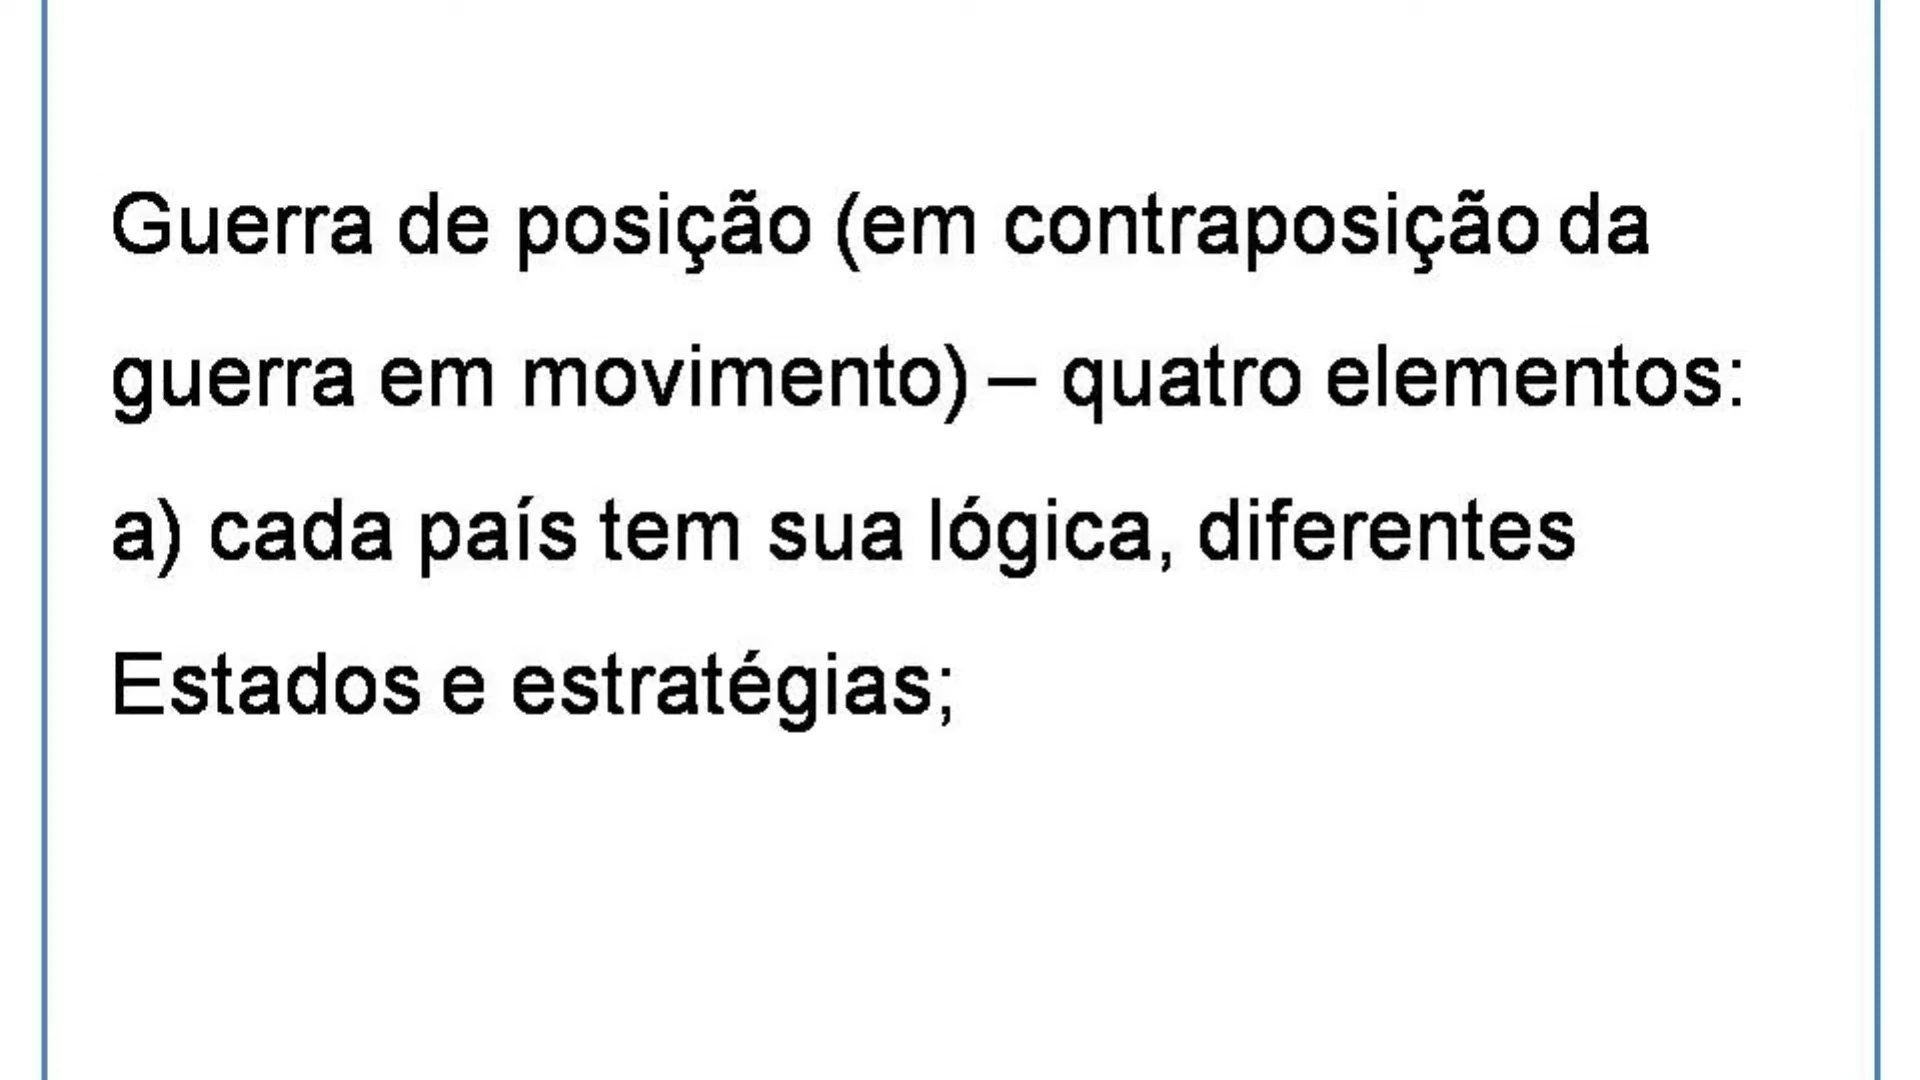 Guerra de posição (em contraposição da
guerra em movimento) – quatro elementos:
a) cada país tem sua lógica, diferentes
Estados e estratégias;